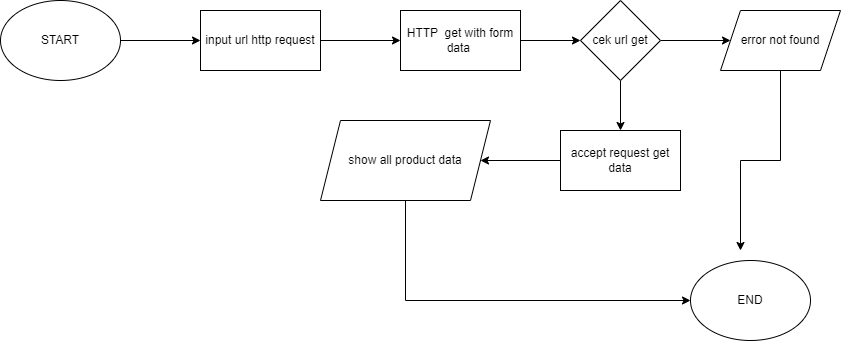 START
input url http request
HTTP get with form
data
cek url get
error not found
accept request get
data
show all product data
END